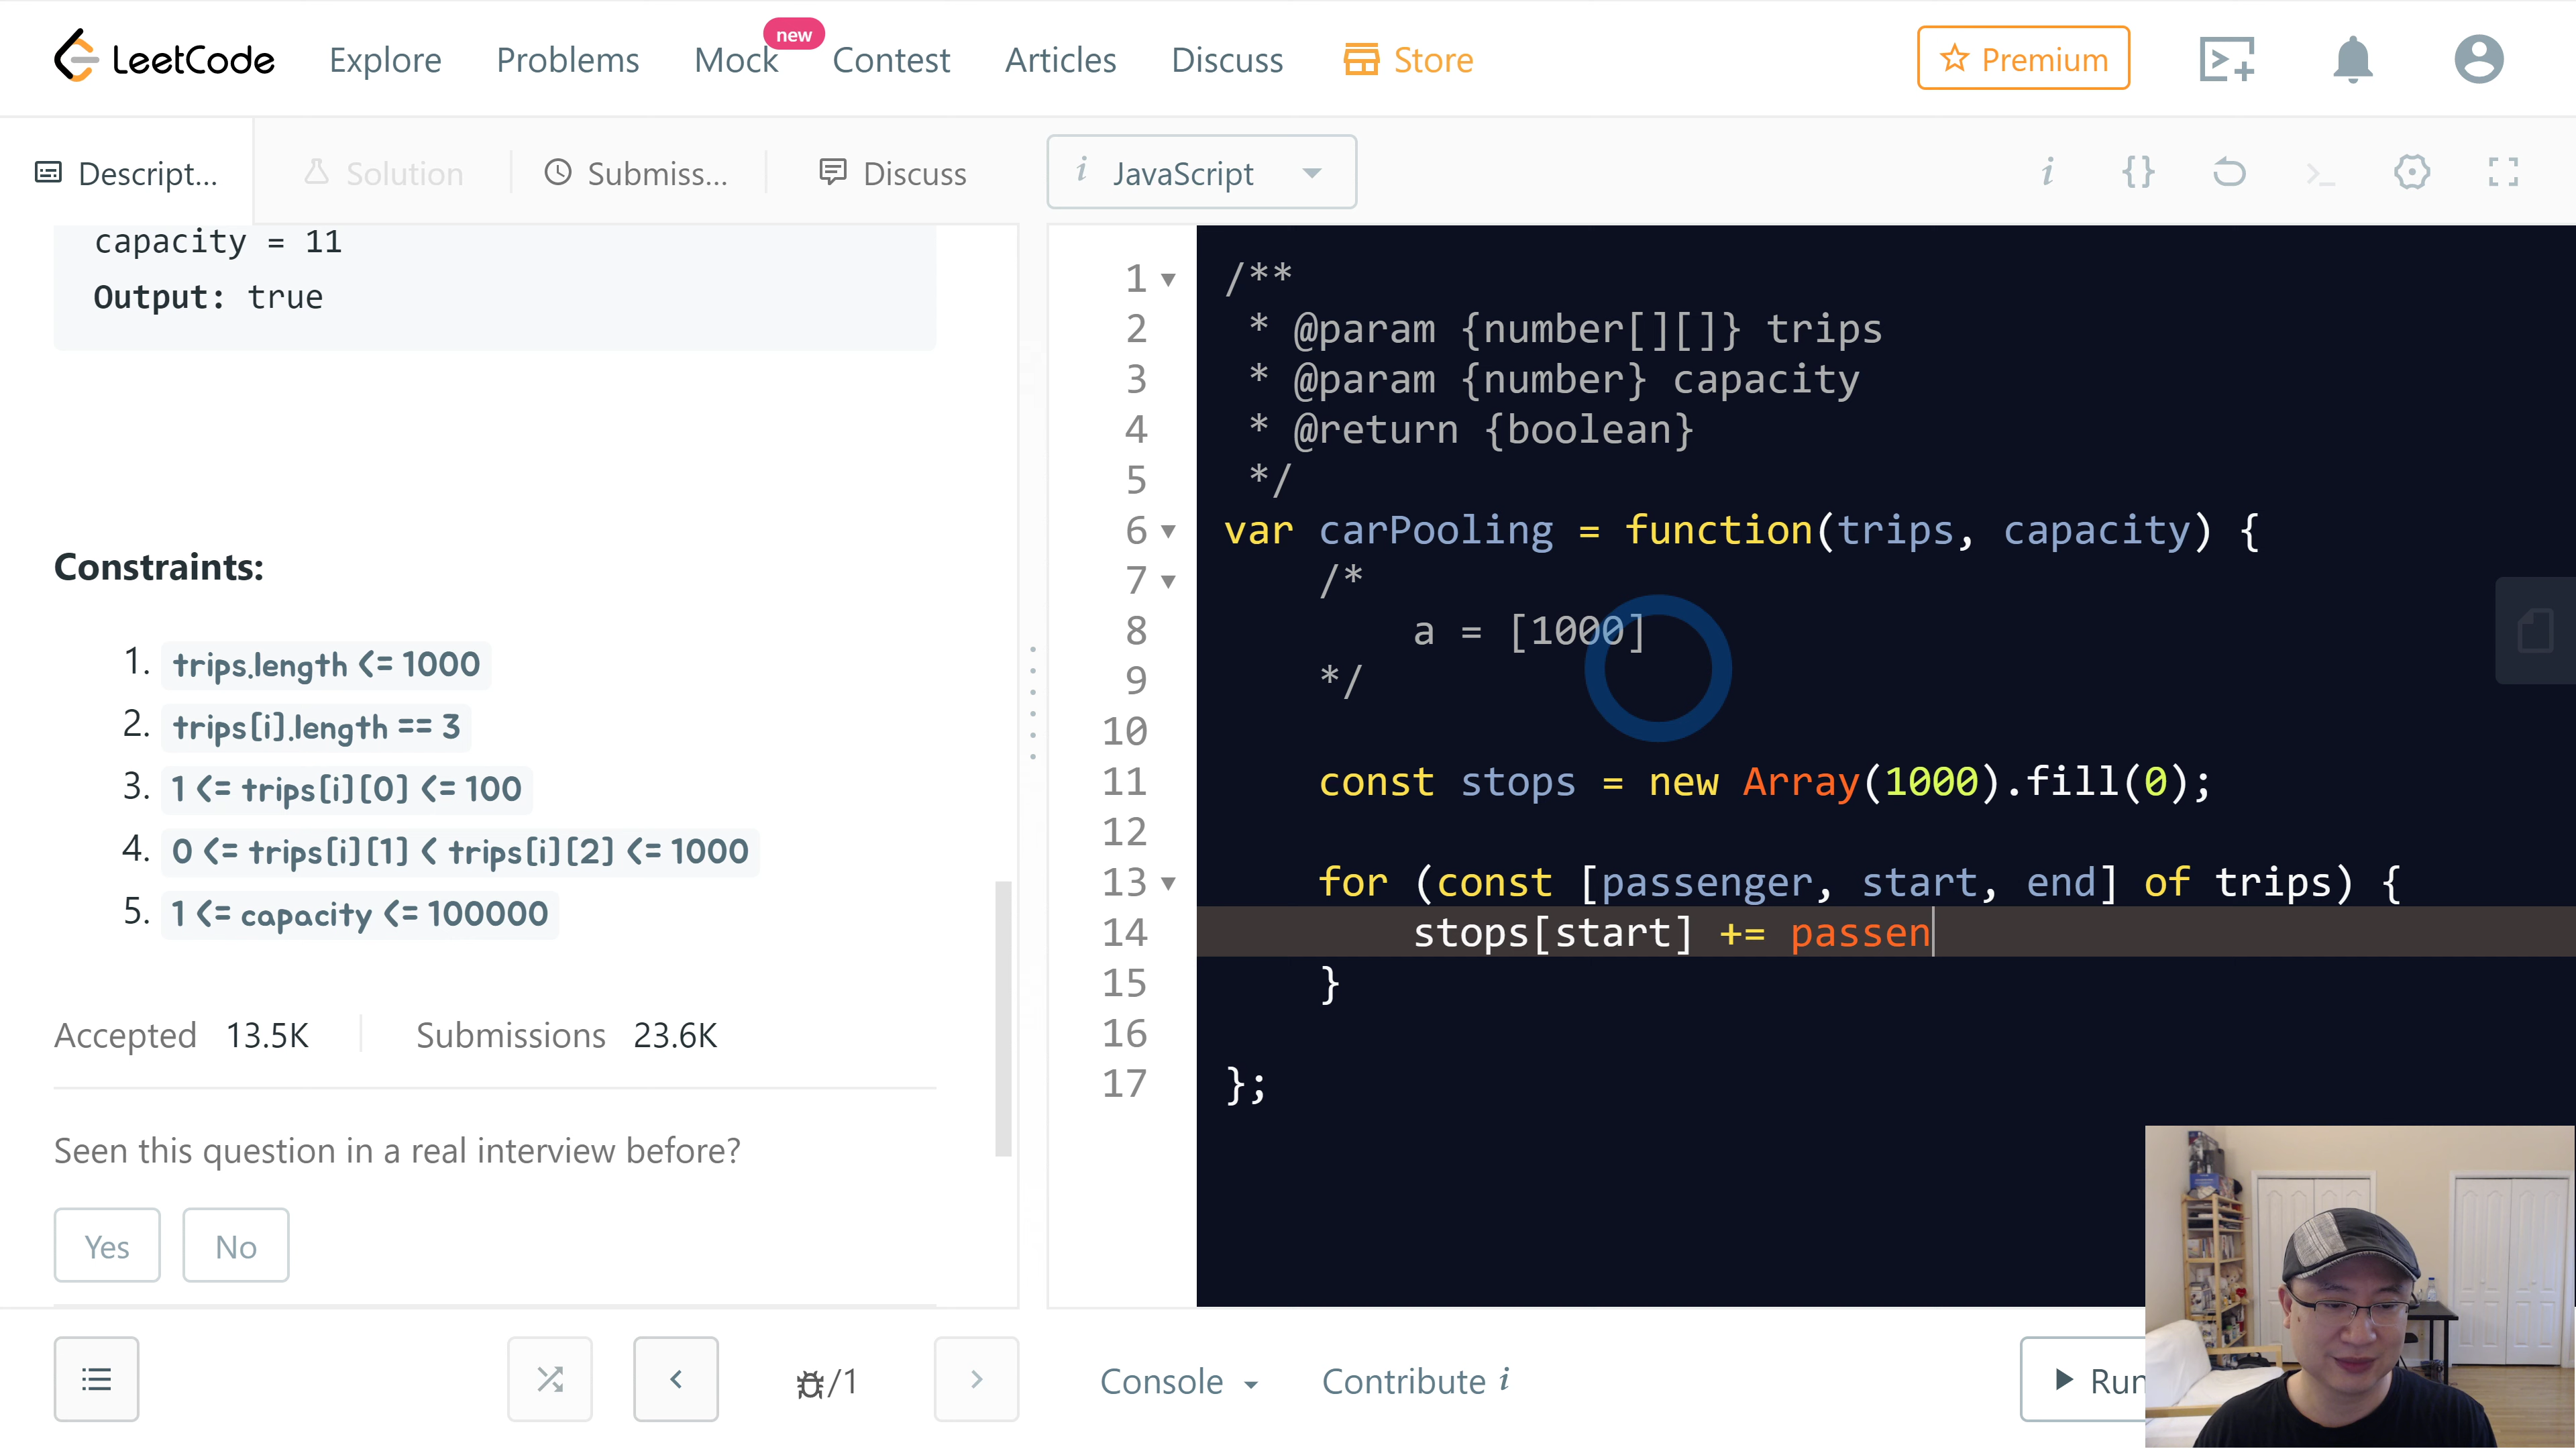 LeetCode
Explore
Problems
Mock
new
Contest
Articles
Discuss
Store
Premium
Descript...
Solution
Submiss...
Discuss
i JavaScript
i
{}
>_
capacity = 11
Output: true
Constraints:
1. trips.length <= 1000
2. trips[i].length == 3
3. 1 <= trips[i][0] <= 100
4. 0 <= trips[i][1] < trips[i][2] <= 1000
5. 1 <= capacity <= 100000
Accepted 13.5K
Submissions 23.6K
Seen this question in a real interview before?
Yes
No
1 /**
2 * @param {number[][]} trips
3 * @param {number} capacity
4 * @return {boolean}
5 */
6 var carPooling = function(trips, capacity) {
7 /*
8 a = [1000]
9 */
10
11 const stops = new Array(1000).fill(0);
12
13 for (const [passenger, start, end] of trips) {
14 stops[start] += passen
15 }
16
17 };
/1
Console
Contribute i
Run